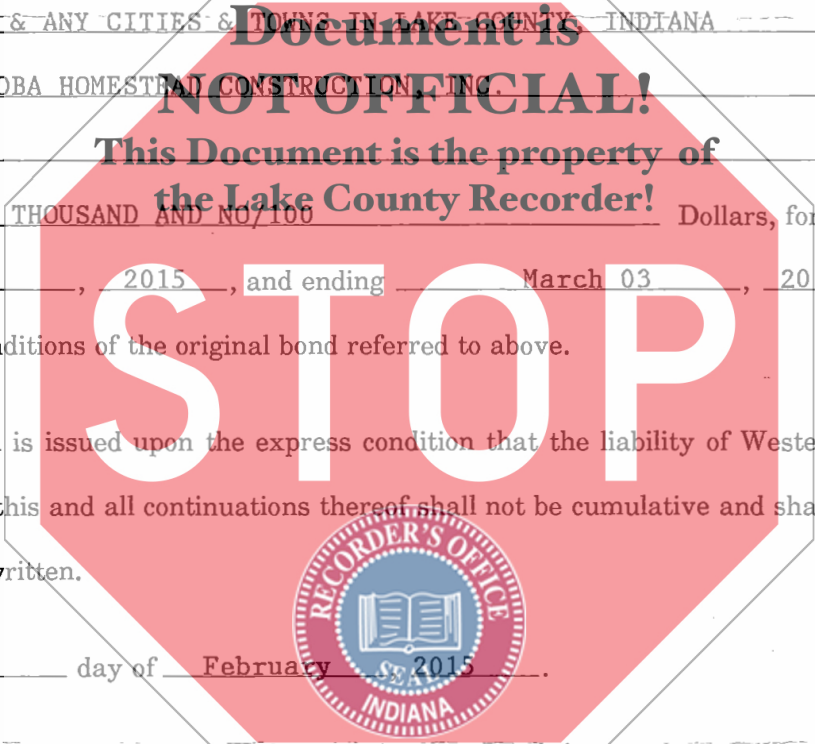 & ANY CITIES & TOWNS IN LAKE COUNTY, INDIANA
Document is
OBA HOMESTEAD CONSTRUCTION, INC.
NOT OFFICIAL!
This Document is the property of
the Lake County Recorder!
THOUSAND AND NO/100 Dollars, for
, 2015 , and ending March 03 , 20
STOP
ditions of the original bond referred to above.
is issued upon the express condition that the liability of Weste
this and all continuations thereof shall not be cumulative and sha
ritten.
RECORDER'S OFFICE
SEAL
INDIANA
day of February 2015 .